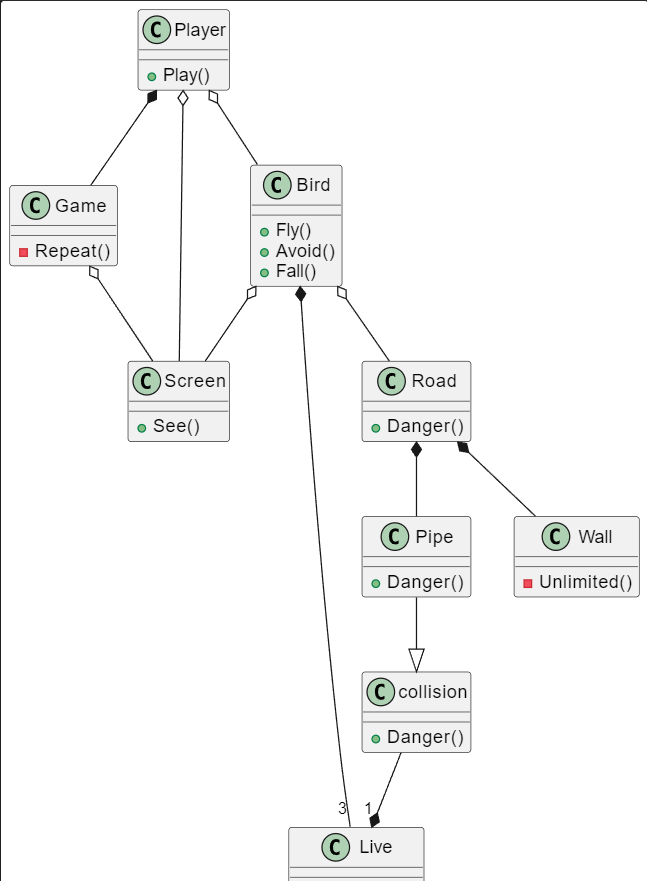 C Player
Play()
C Game
Repeat()
C Bird
Fly()
Avoid()
Fall()
C Screen
See()
C Road
Danger()
C Pipe
Danger()
C Wall
Unlimited()
C collision
Danger()
3 1
C Live